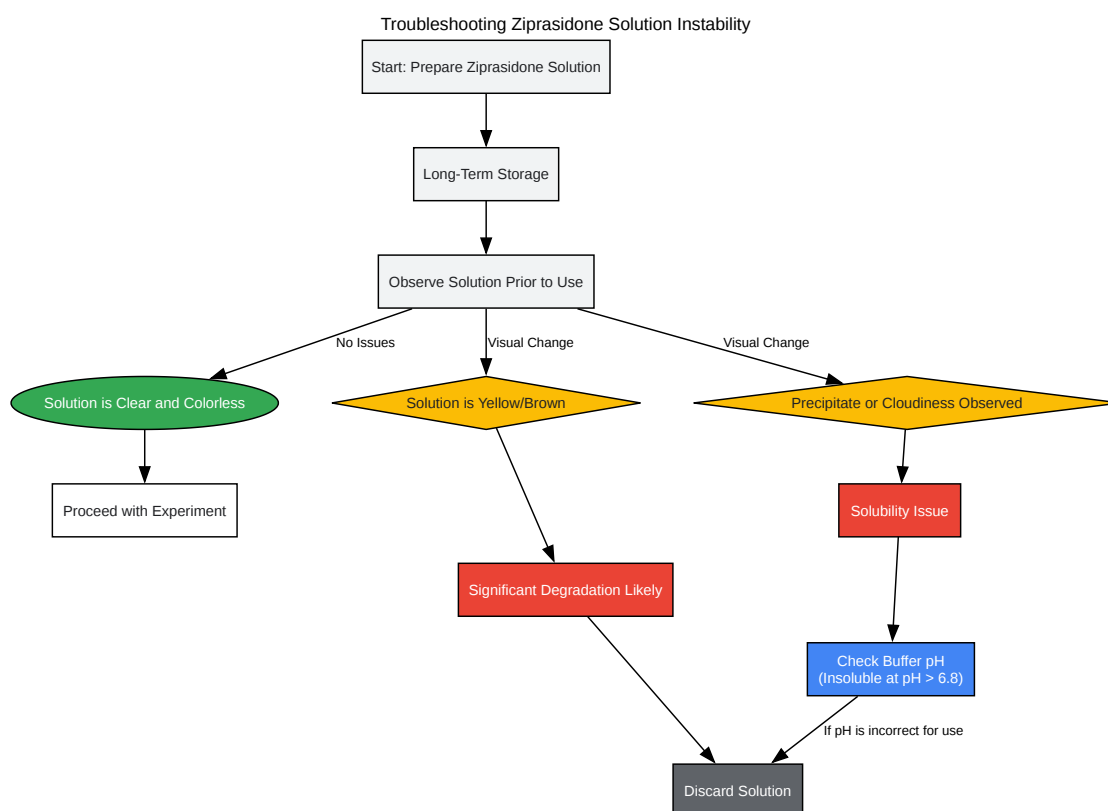 Troubleshooting Ziprasidone Solution Instability
Start: Prepare Ziprasidone Solution
Long-Term Storage
Observe Solution Prior to Use
No Issues
Visual Change
Visual Change
Solution is Clear and Colorless
Solution is Yellow/Brown
Precipitate or Cloudiness Observed
Proceed with Experiment
Solubility Issue
Significant Degradation Likely
Check Buffer pH
(Insoluble at pH > 6.8)
If pH is incorrect for use
Discard Solution